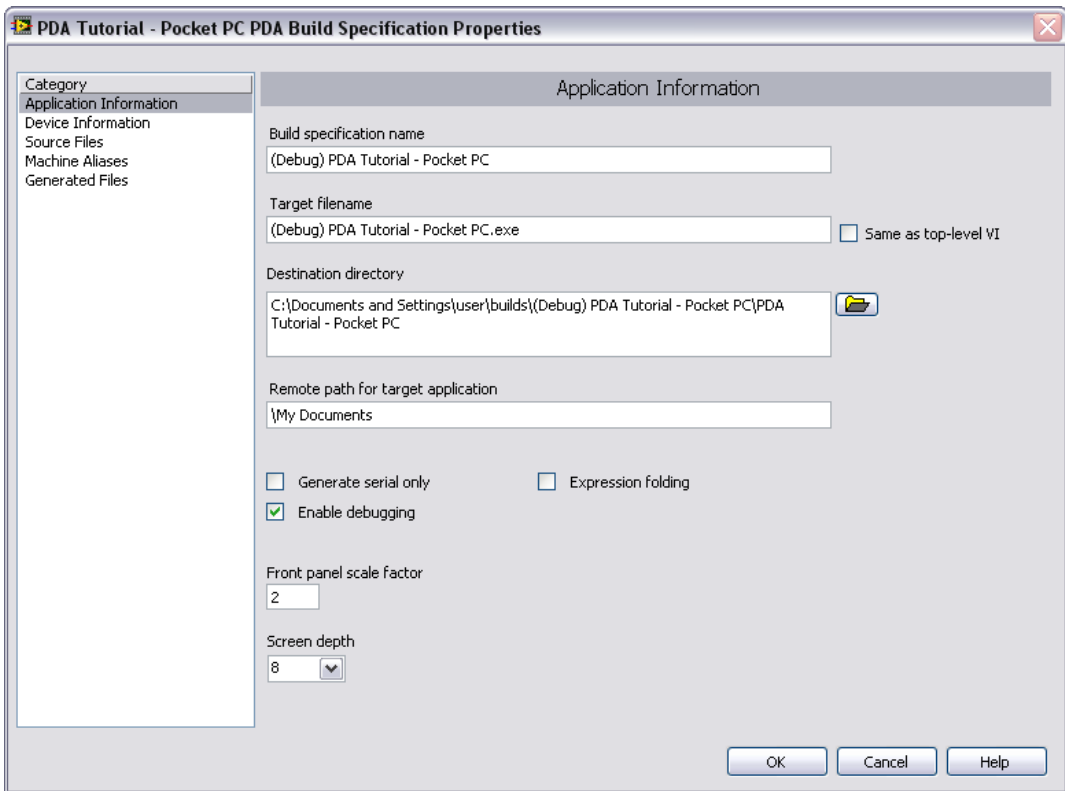 PDA Tutorial - Pocket PC PDA Build Specification Properties
Category
Application Information
Device Information
Source Files
Machine Aliases
Generated Files
Application Information
Build specification name
(Debug) PDA Tutorial - Pocket PC
Target filename
(Debug) PDA Tutorial - Pocket PC.exe
Same as top-level VI
Destination directory
C:\Documents and Settings\user\builds\(Debug) PDA Tutorial - Pocket PC\PDA
Tutorial - Pocket PC
Remote path for target application
\My Documents
Generate serial only
Expression folding
Enable debugging
Front panel scale factor
2
Screen depth
8
OK
Cancel
Help